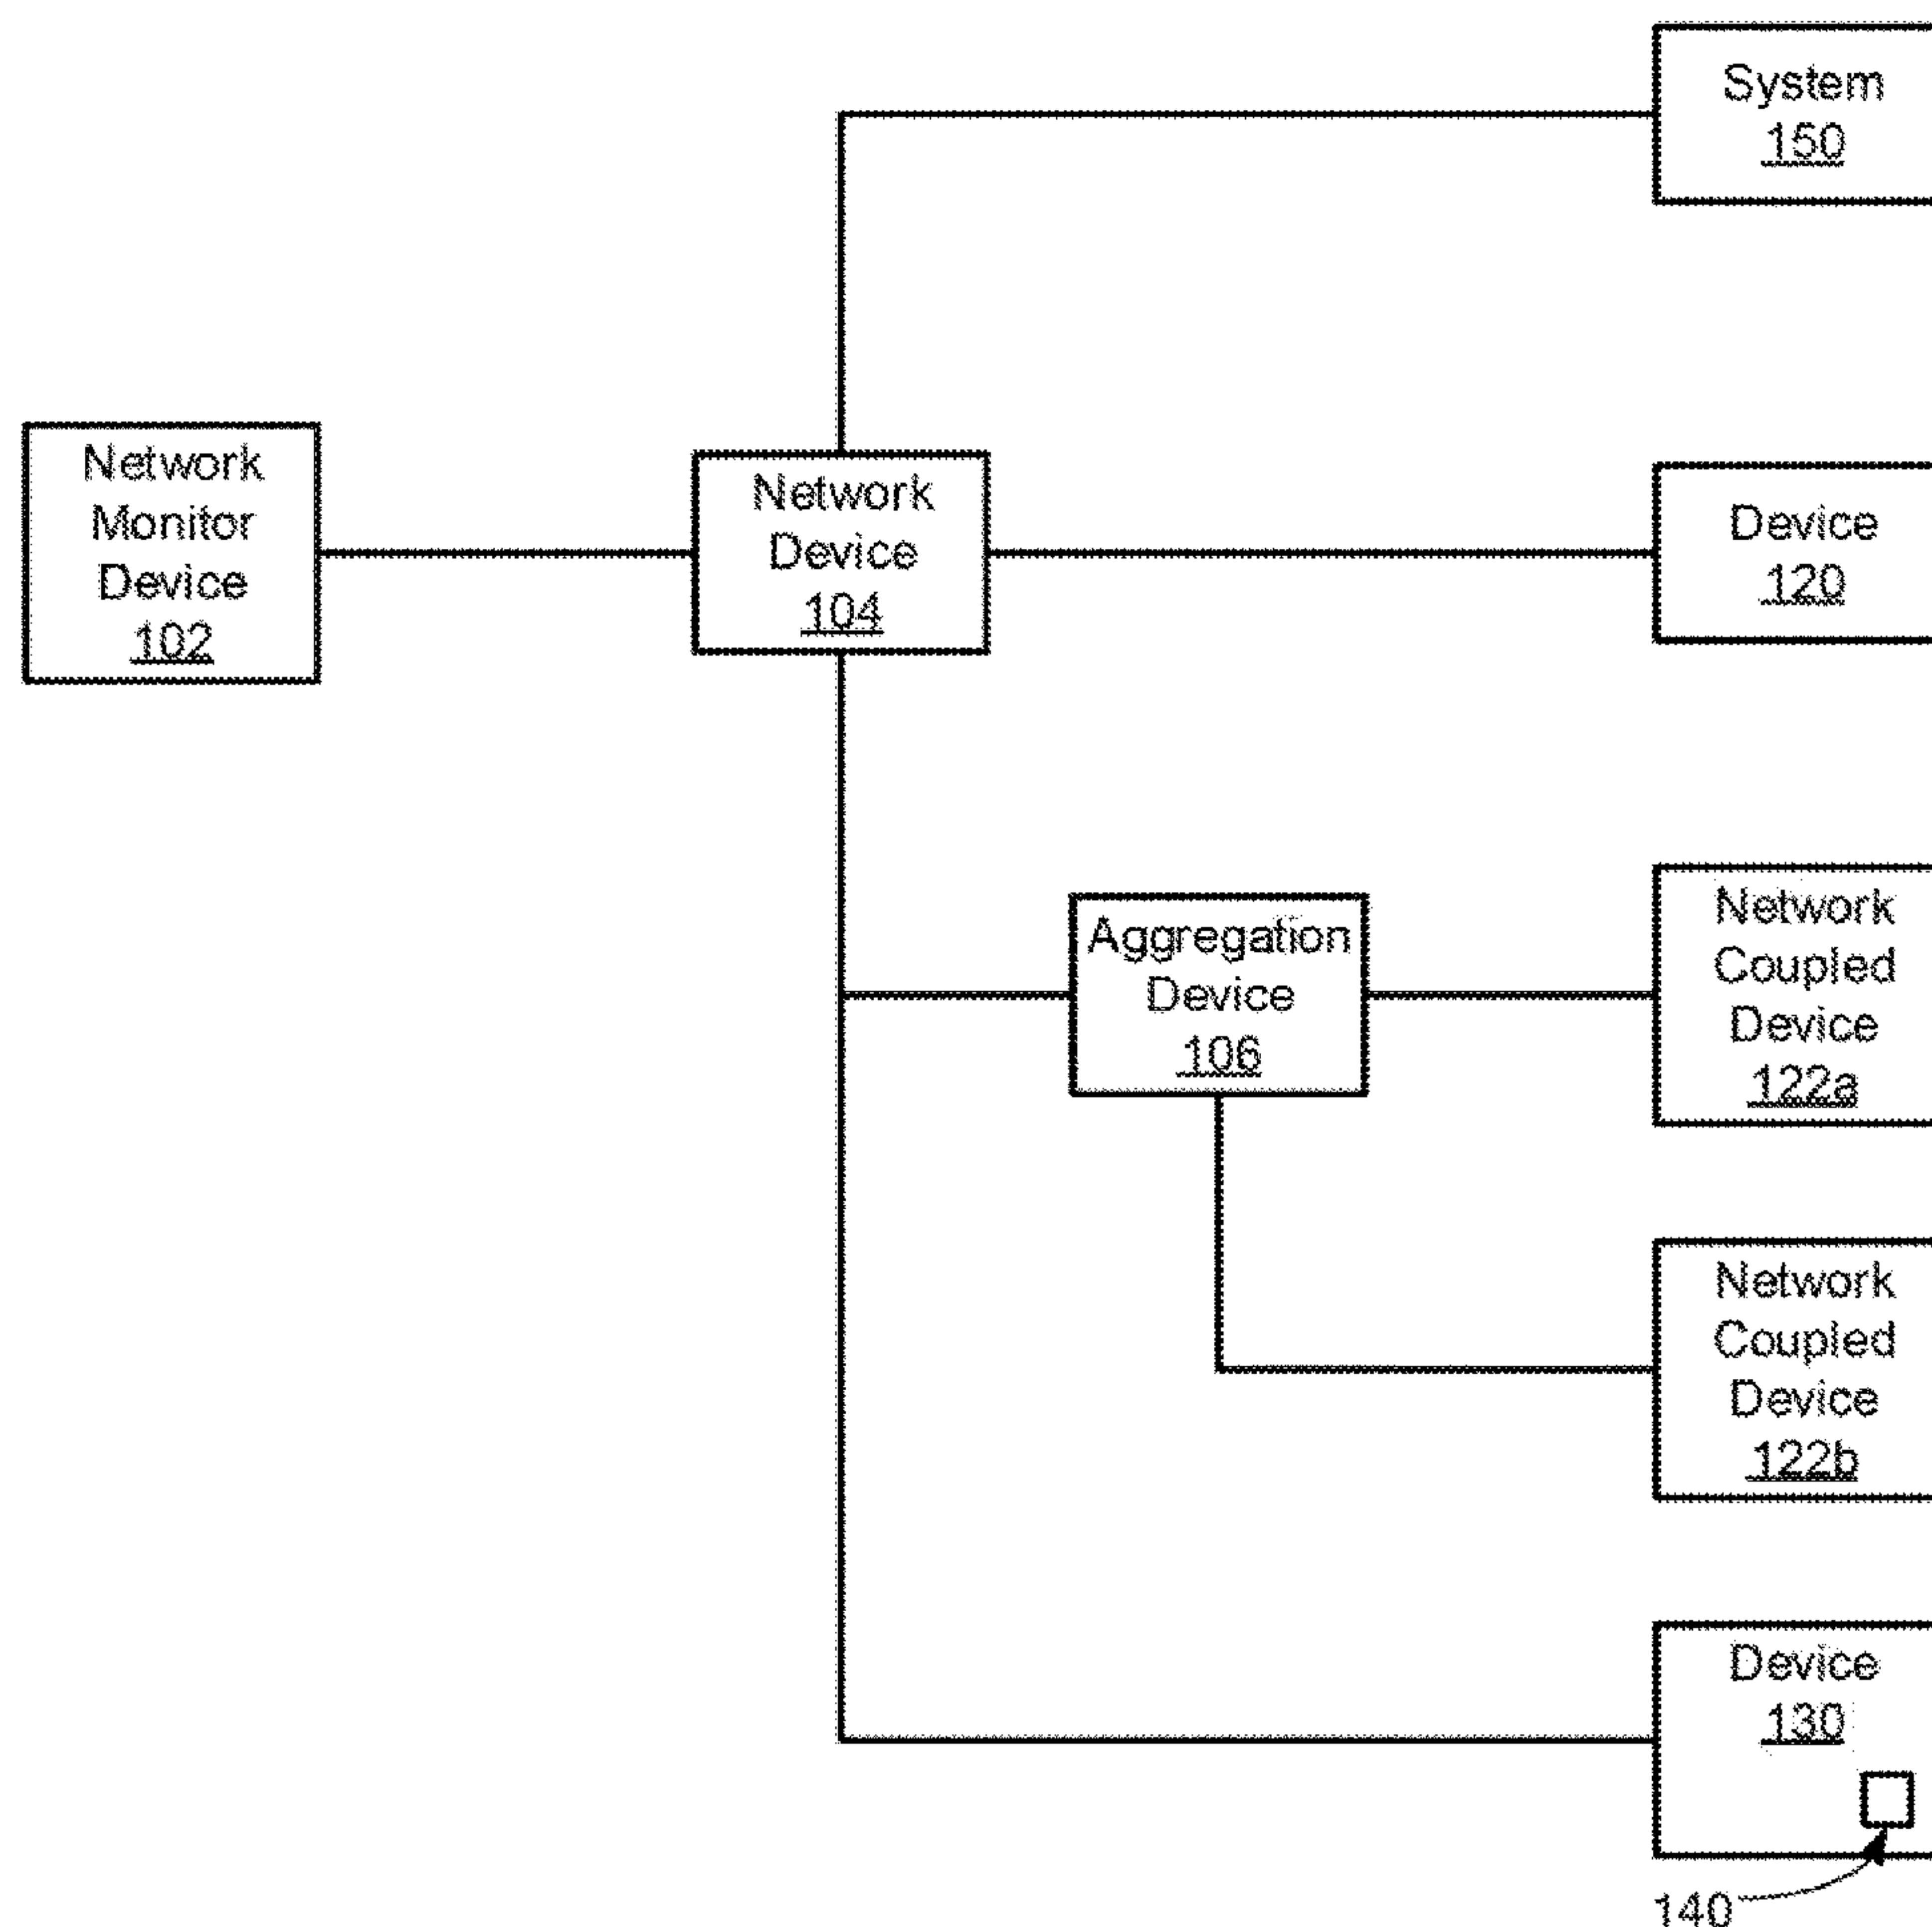 System
150
Network
Monitor
Device
102
Network
Device
104
Device
120
Aggregation
Device
106
Network
Coupled
Device
122a
Network
Coupled
Device
122b
Device
130
140